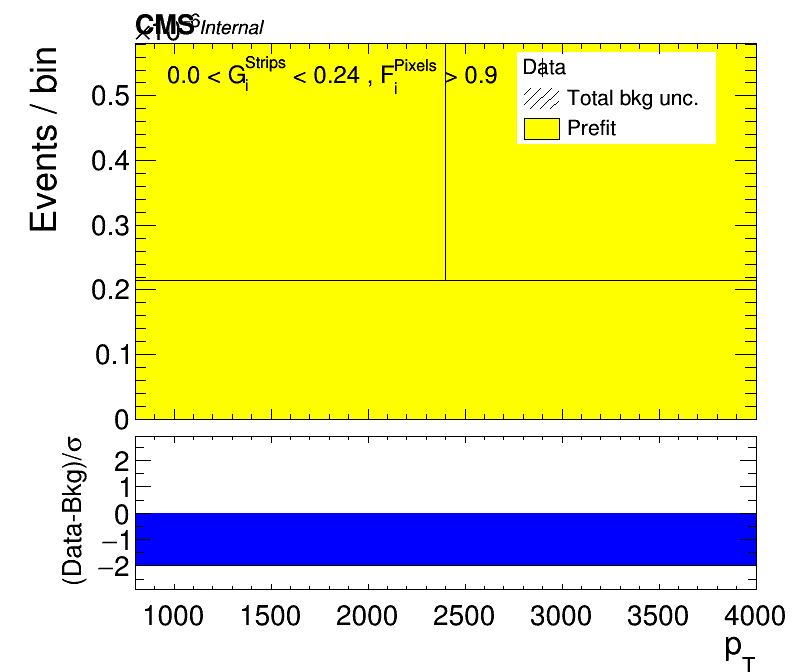 CMS Internal
×10⁻⁶
Events / bin
0.0 < G_i^Strips < 0.24 , F_i^Pixels > 0.9
Data
Total bkg unc.
Prefit
0.5
0.4
0.3
0.2
0.1
0
(Data-Bkg)/σ
2
1
0
−1
−2
1000 1500 2000 2500 3000 3500 4000
p_T